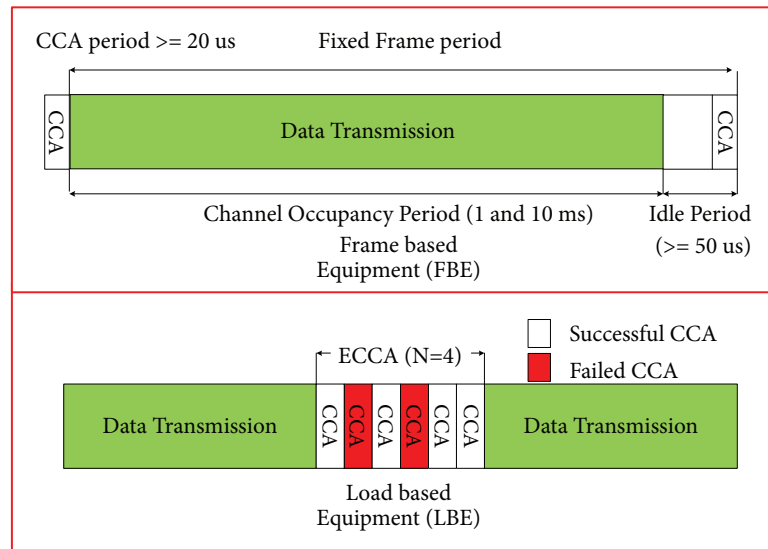 CCA period >= 20 us
Fixed Frame period
CCA
Data Transmission
CCA
Channel Occupancy Period (1 and 10 ms)
Idle Period
(>= 50 us)
Frame based
Equipment (FBE)
Successful CCA
Failed CCA
ECCA (N=4)
Data Transmission
CCA
CCA
CCA
CCA
CCA
CCA
Data Transmission
Load based
Equipment (LBE)